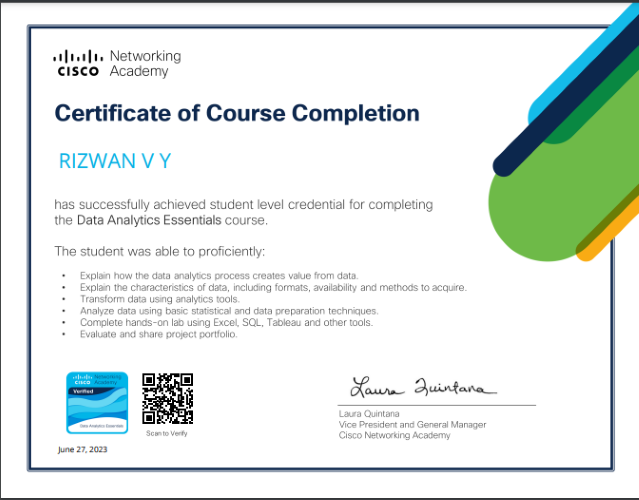 Networking
CISCO Academy
Certificate of Course Completion
RIZWAN V Y
has successfully achieved student level credential for completing
the Data Analytics Essentials course.
The student was able to proficiently:
• Explain how the data analytics process creates value from data.
• Explain the characteristics of data, including formats, availability and methods to acquire.
• Transform data using analytics tools.
• Analyze data using basic statistical and data preparation techniques.
• Complete hands-on lab using Excel, SQL, Tableau and other tools.
• Evaluate and share project portfolio.
Networking
CISCO Academy
Verified
Data Analytics Essentials
Scan to Verify
June 27, 2023
Laura Quintana
Laura Quintana
Vice President and General Manager
Cisco Networking Academy